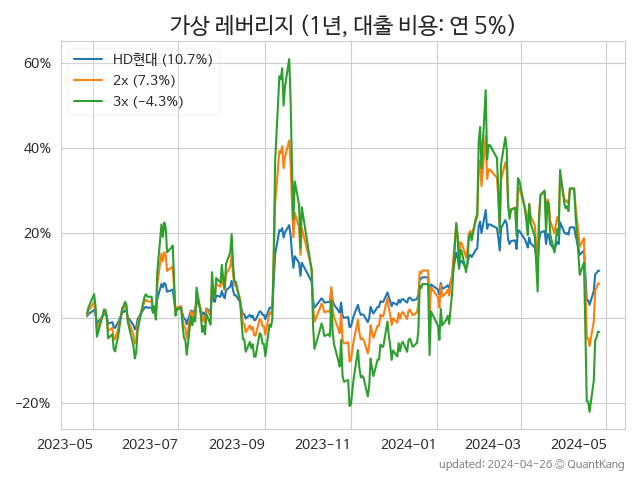 가상 레버리지 (1년, 대출 비용: 연 5%)
HD현대 (10.7%)
2x (7.3%)
3x (−4.3%)
60%
40%
20%
0%
−20%
2023-05 2023-07 2023-09 2023-11 2024-01 2024-03 2024-05
updated: 2024-04-26 © QuantKang